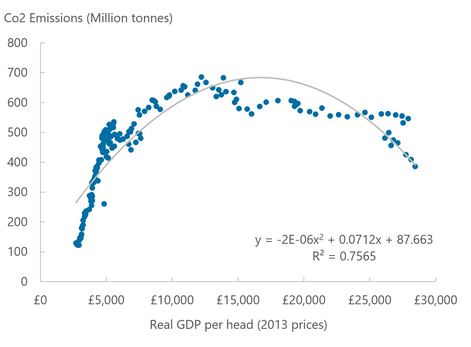 Co2 Emissions (Million tonnes)
800
700
600
500
400
300
200
100
0
y = -2E-06x² + 0.0712x + 87.663
R² = 0.7565
£0 £5,000 £10,000 £15,000 £20,000 £25,000 £30,000
Real GDP per head (2013 prices)